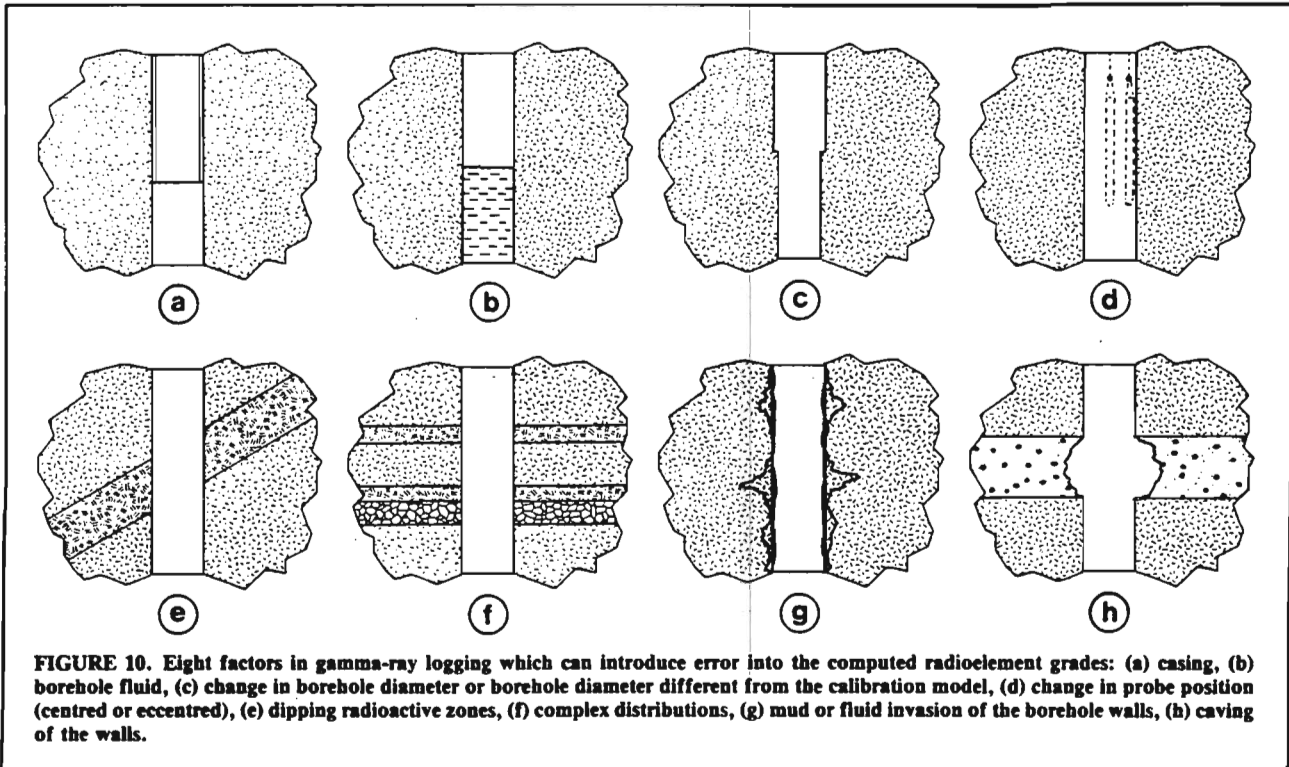 a
b
c
d
e
f
g
h
FIGURE 10. Eight factors in gamma-ray logging which can introduce error into the computed radioelement grades: (a) casing, (b)
borehole fluid, (c) change in borehole diameter or borehole diameter different from the calibration model, (d) change in probe position
(centred or eccentred), (e) dipping radioactive zones, (f) complex distributions, (g) mud or fluid invasion of the borehole walls, (h) caving
of the walls.